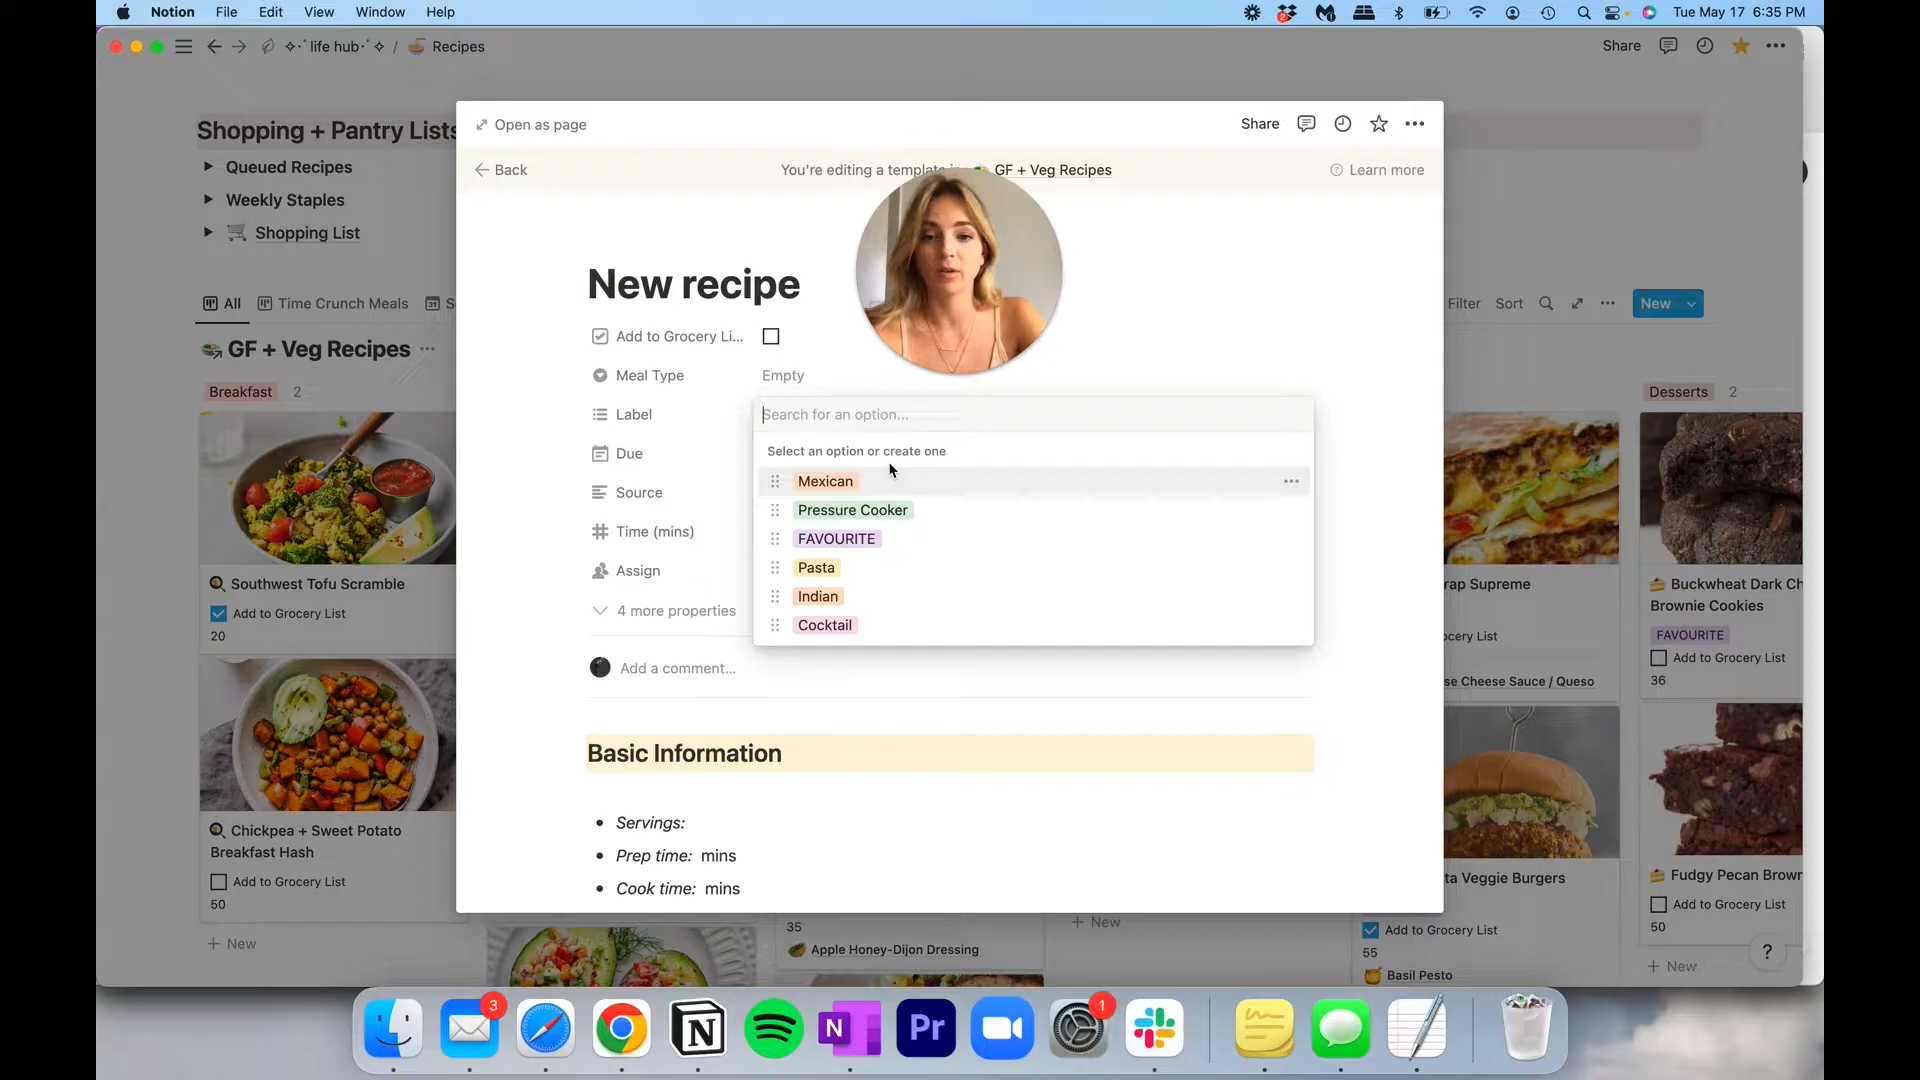 Notion File Edit View Window Help
2
Tue May 17 6:35 PM
life hub / Recipes
Share
Shopping + Pantry Lists
Queued Recipes
Weekly Staples
Shopping List
All Time Crunch Meals S
Filter Sort New
GF + Veg Recipes
Breakfast 2
Southwest Tofu Scramble
Add to Grocery List
20
Chickpea + Sweet Potato
Breakfast Hash
Add to Grocery List
50
+ New
Open as page
Share
Back
You're editing a template in GF + Veg Recipes
Learn more
New recipe
Add to Grocery Li...
Meal Type Empty
Label
Due
Source
Time (mins)
Assign
4 more properties
Search for an option...
Select an option or create one
Mexican
Pressure Cooker
FAVOURITE
Pasta
Indian
Cocktail
Add a comment...
Basic Information
• Servings:
• Prep time: mins
• Cook time: mins
35
Apple Honey-Dijon Dressing
+ New
rap Supreme
cery List
se Cheese Sauce / Queso
ta Veggie Burgers
Add to Grocery List
55
Basil Pesto
Desserts 2
Buckwheat Dark Ch
Brownie Cookies
FAVOURITE
Add to Grocery List
36
Fudgy Pecan Brown
Add to Grocery List
50
+ New
?
3
N
N
Pr
1